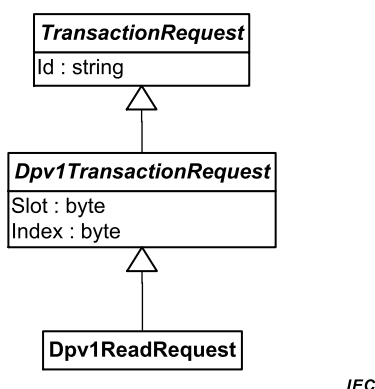 TransactionRequest
Id : string
Dpv1TransactionRequest
Slot : byte
Index : byte
Dpv1ReadRequest
IEC